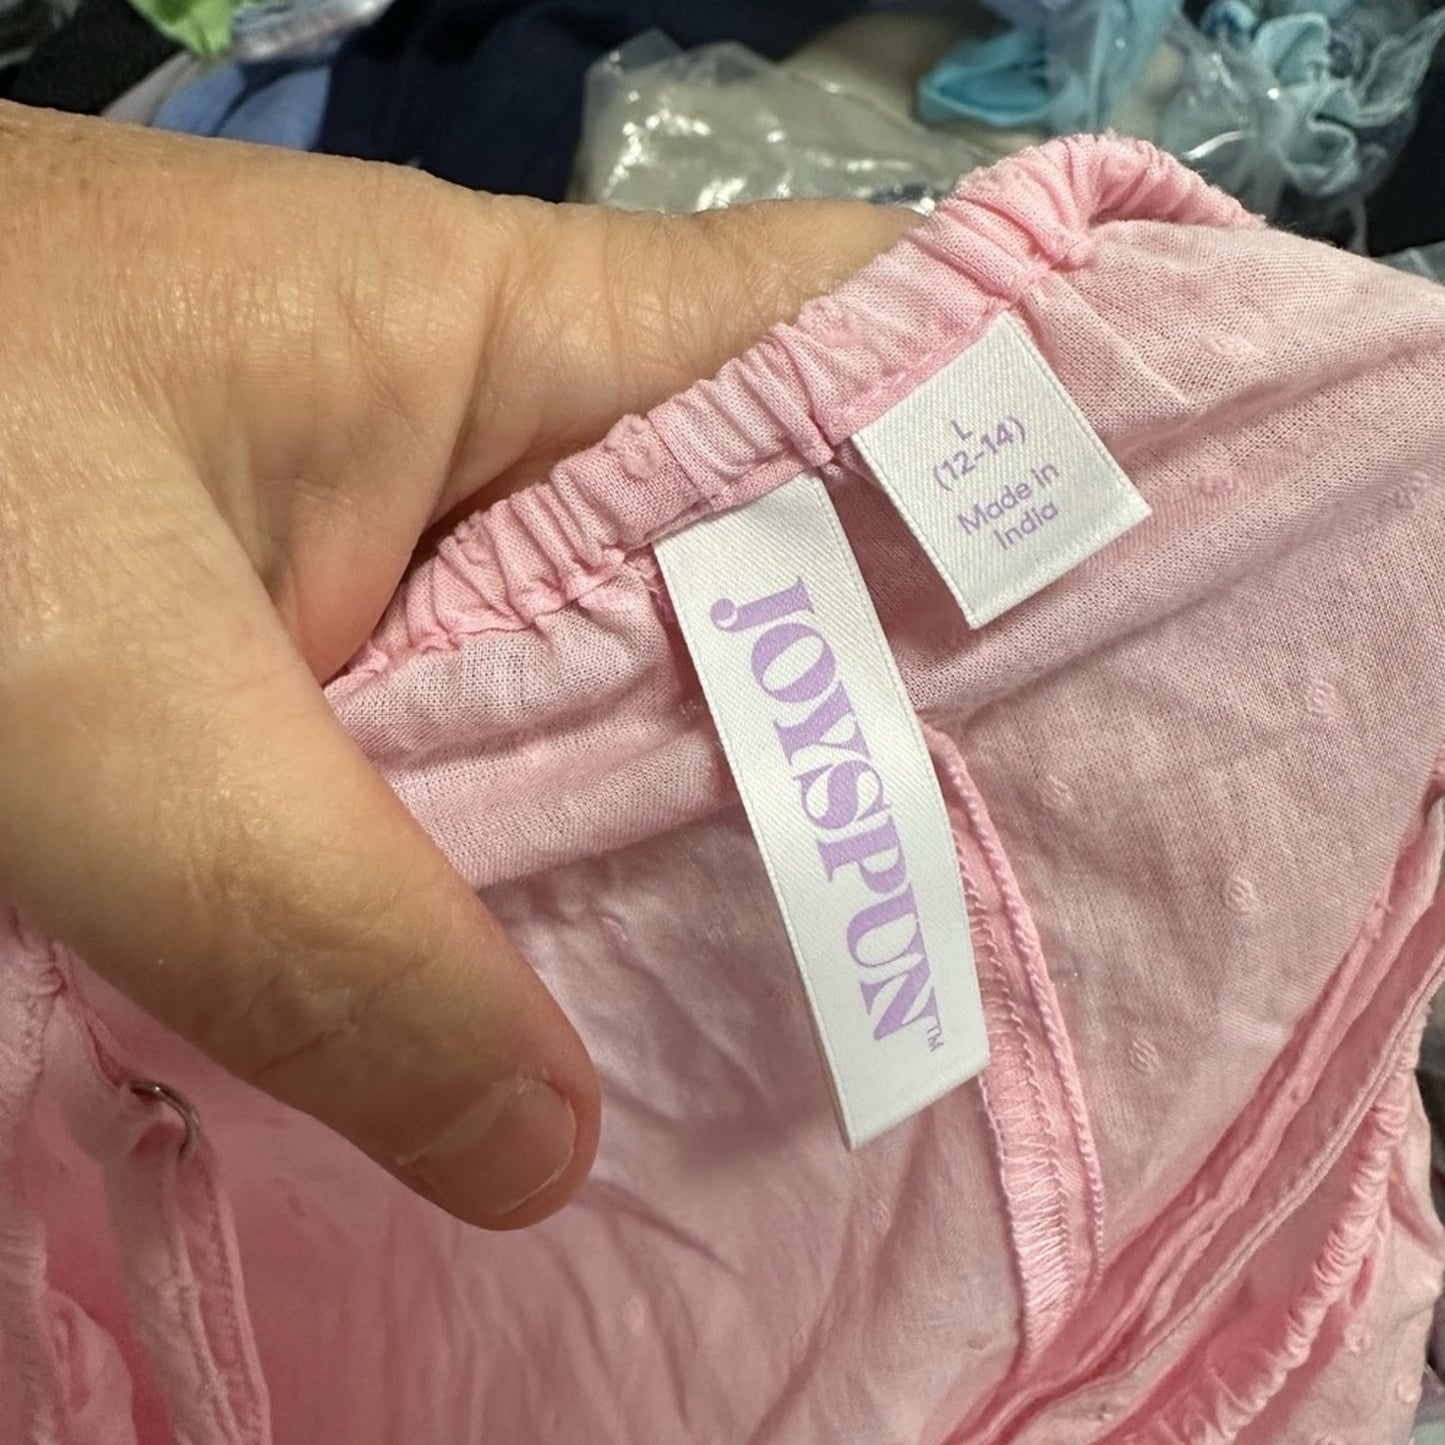 JOYSPUN™
L
(12-14)
Made in
India